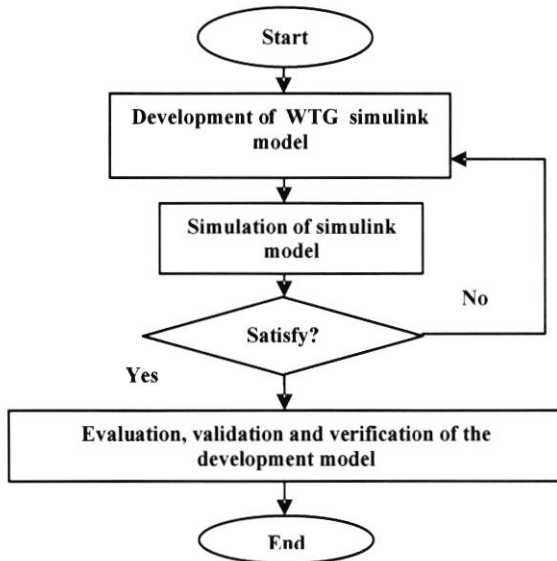 Start
Development of WTG simulink
model
Simulation of simulink
model
No
Satisfy?
Yes
Evaluation, validation and verification of the
development model
End